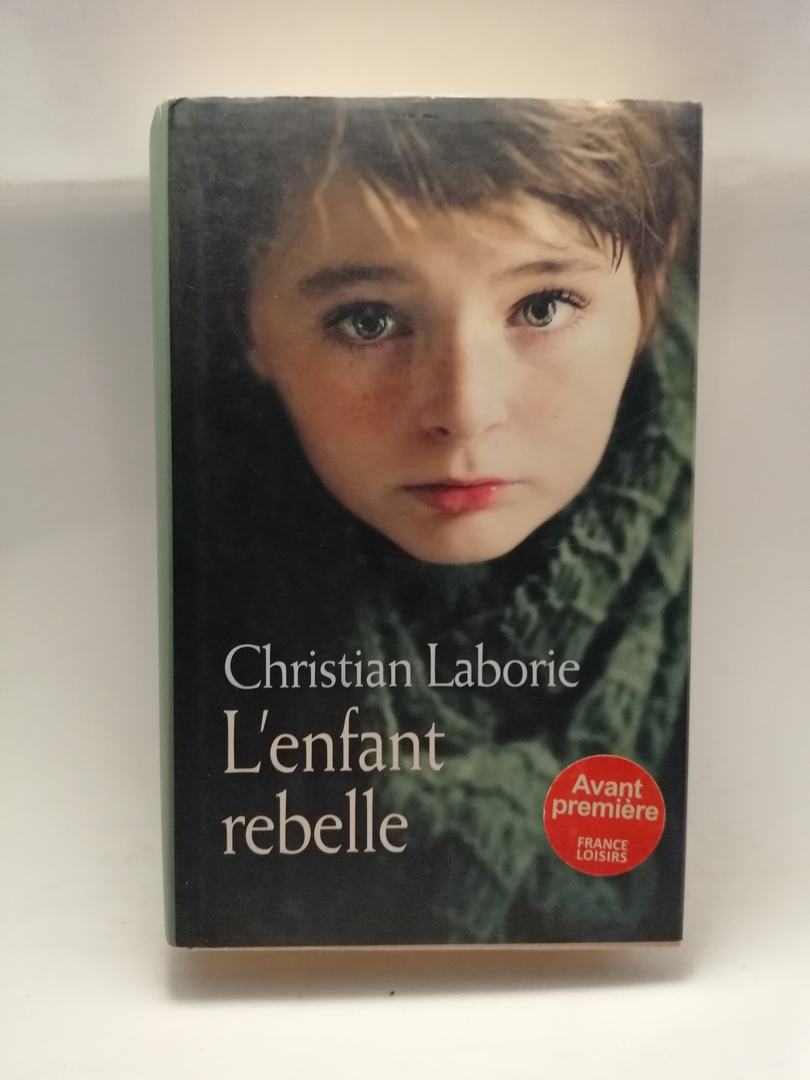 Christian Laborie
L'enfant
rebelle
Avant
première
FRANCE
LOISIRS